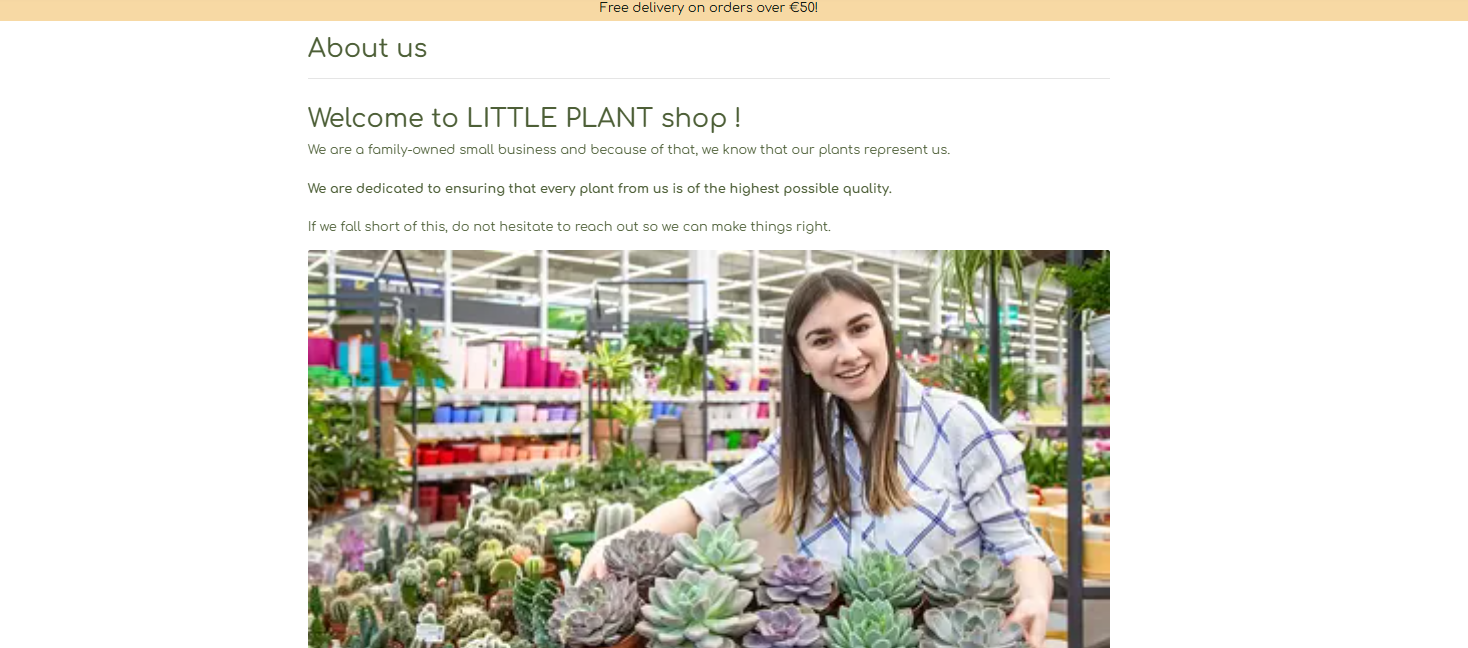 Free delivery on orders over €50!
About us
Welcome to LITTLE PLANT shop !
We are a family-owned small business and because of that, we know that our plants represent us.
We are dedicated to ensuring that every plant from us is of the highest possible quality.
If we fall short of this, do not hesitate to reach out so we can make things right.